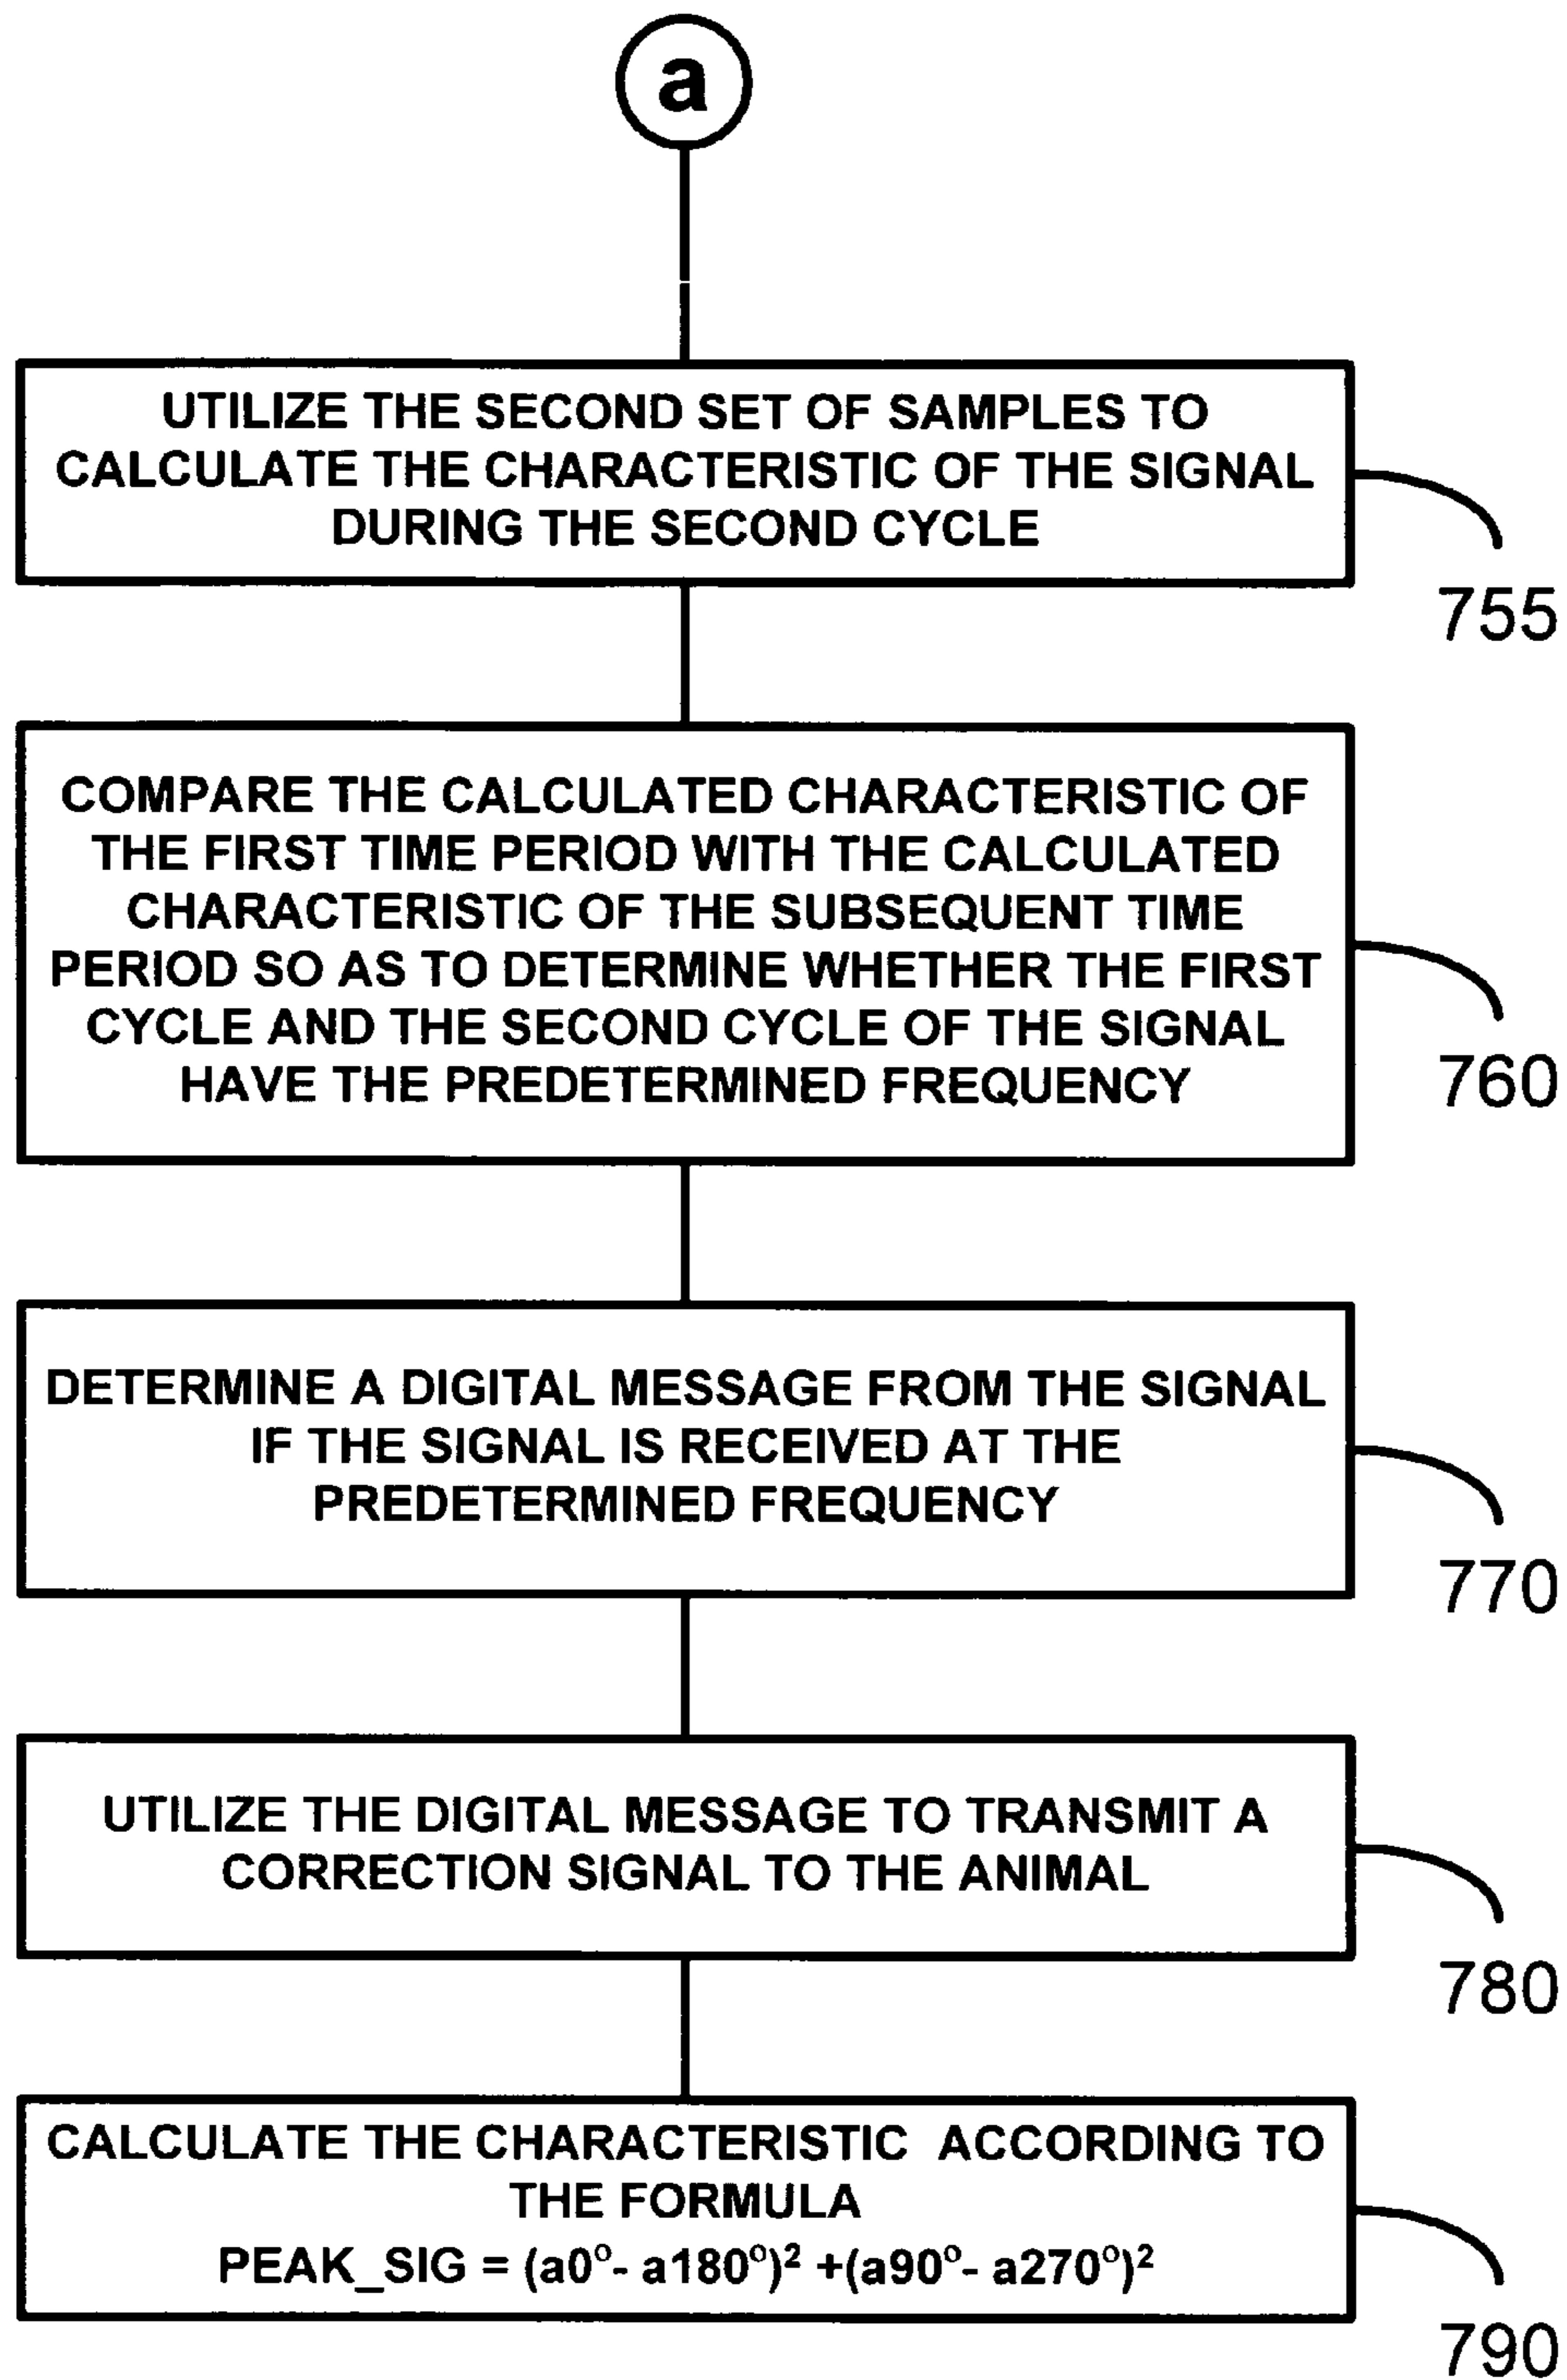 a
UTILIZE THE SECOND SET OF SAMPLES TO
CALCULATE THE CHARACTERISTIC OF THE SIGNAL
DURING THE SECOND CYCLE
755
COMPARE THE CALCULATED CHARACTERISTIC OF
THE FIRST TIME PERIOD WITH THE CALCULATED
CHARACTERISTIC OF THE SUBSEQUENT TIME
PERIOD SO AS TO DETERMINE WHETHER THE FIRST
CYCLE AND THE SECOND CYCLE OF THE SIGNAL
HAVE THE PREDETERMINED FREQUENCY
760
DETERMINE A DIGITAL MESSAGE FROM THE SIGNAL
IF THE SIGNAL IS RECEIVED AT THE
PREDETERMINED FREQUENCY
770
UTILIZE THE DIGITAL MESSAGE TO TRANSMIT A
CORRECTION SIGNAL TO THE ANIMAL
780
CALCULATE THE CHARACTERISTIC ACCORDING TO
THE FORMULA
PEAK_SIG = (a0º- a180º)² +(a90º- a270º)²
790